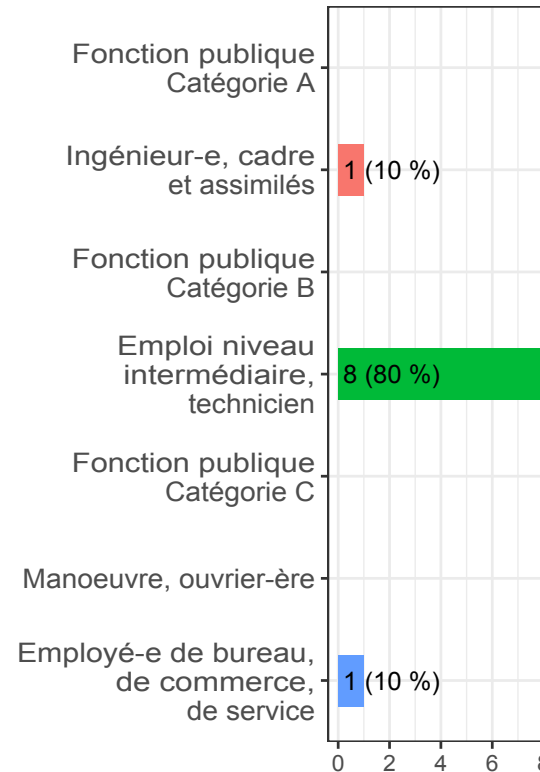 Fonction publique
Catégorie A
Ingénieur-e, cadre
et assimilés
1 (10 %)
Fonction publique
Catégorie B
Emploi niveau
intermédiaire,
technicien
8 (80 %)
Fonction publique
Catégorie C
Manoeuvre, ouvrier-ère
Employé-e de bureau,
de commerce,
de service
1 (10 %)
0 2 4 6 8